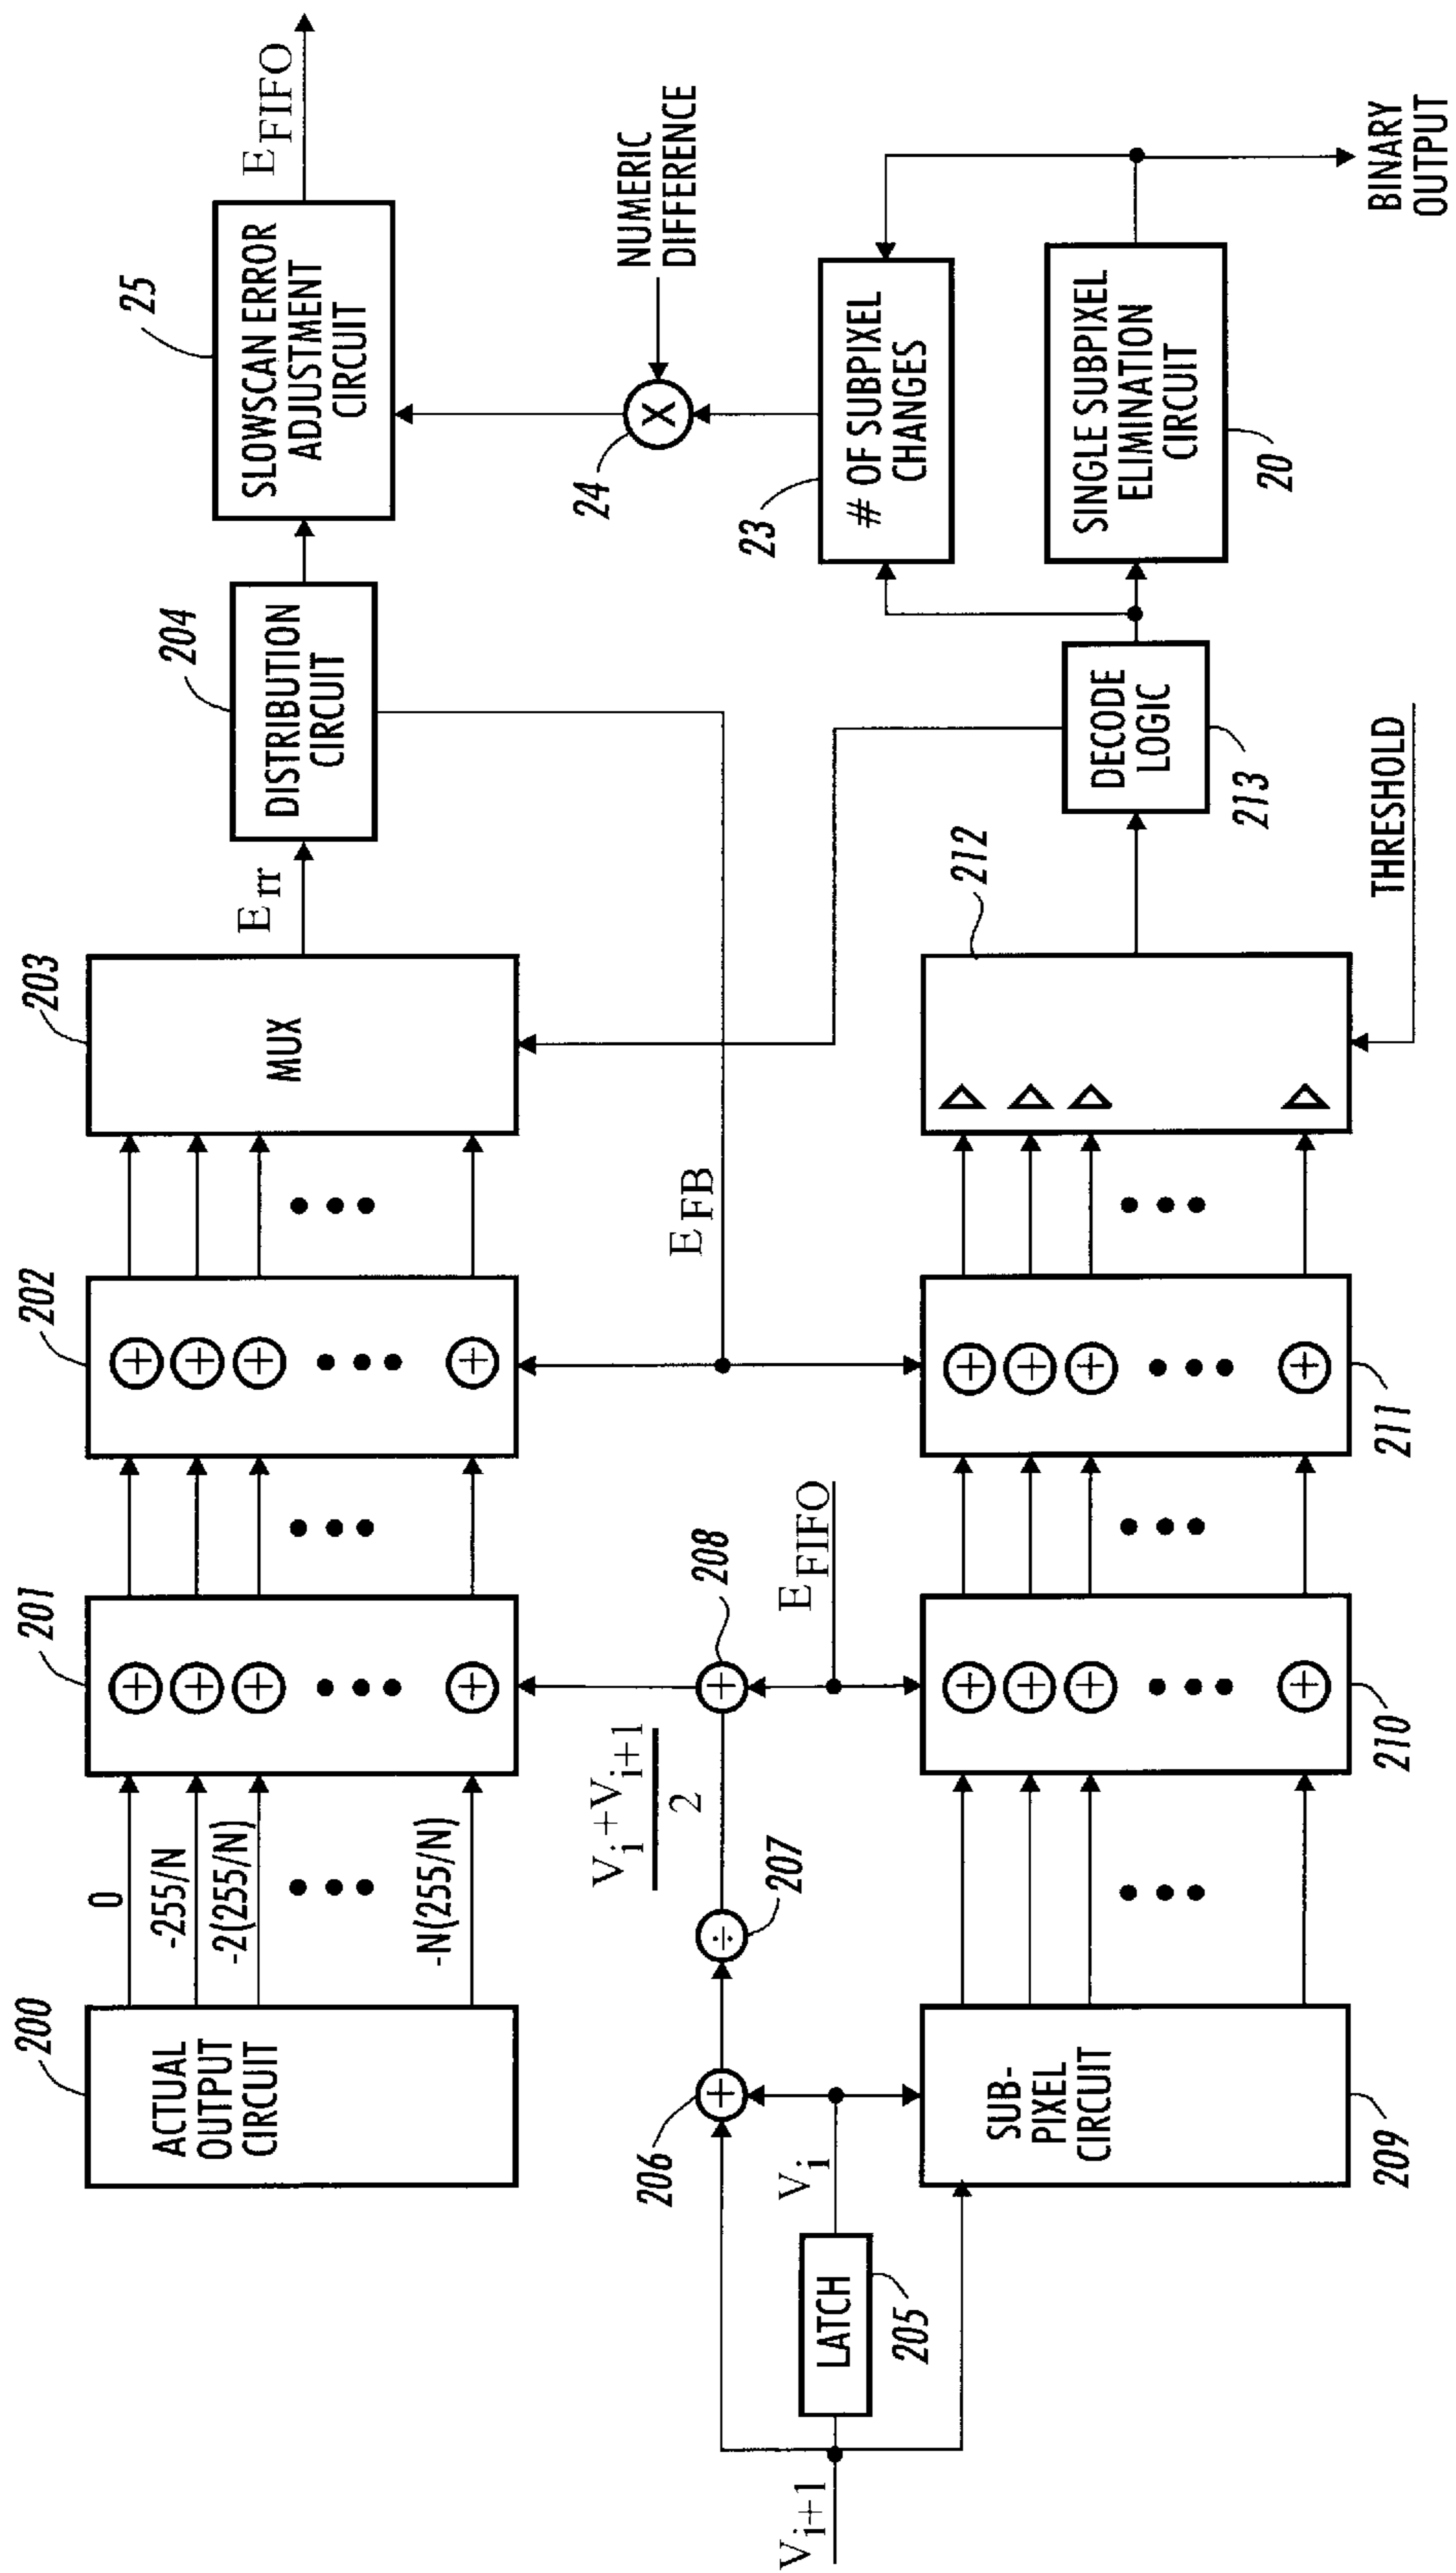 200
ACTUAL
OUTPUT
CIRCUIT
0
-255/N
-2(255/N)
-N(255/N)
201
202
203
MUX
Err
204
DISTRIBUTION
CIRCUIT
25
SLOWSCAN ERROR
ADJUSTMENT
CIRCUIT
E FIFO
Vi+1
LATCH
205
Vi
206
207
Vi+Vi+1
2
208
E FIFO
E FB
24
X
NUMERIC
DIFFERENCE
23
# OF SUBPIXEL
CHANGES
SUB-
PIXEL
CIRCUIT
209
210
211
212
THRESHOLD
DECODE
LOGIC
213
SINGLE SUBPIXEL
ELIMINATION
CIRCUIT
20
BINARY
OUTPUT